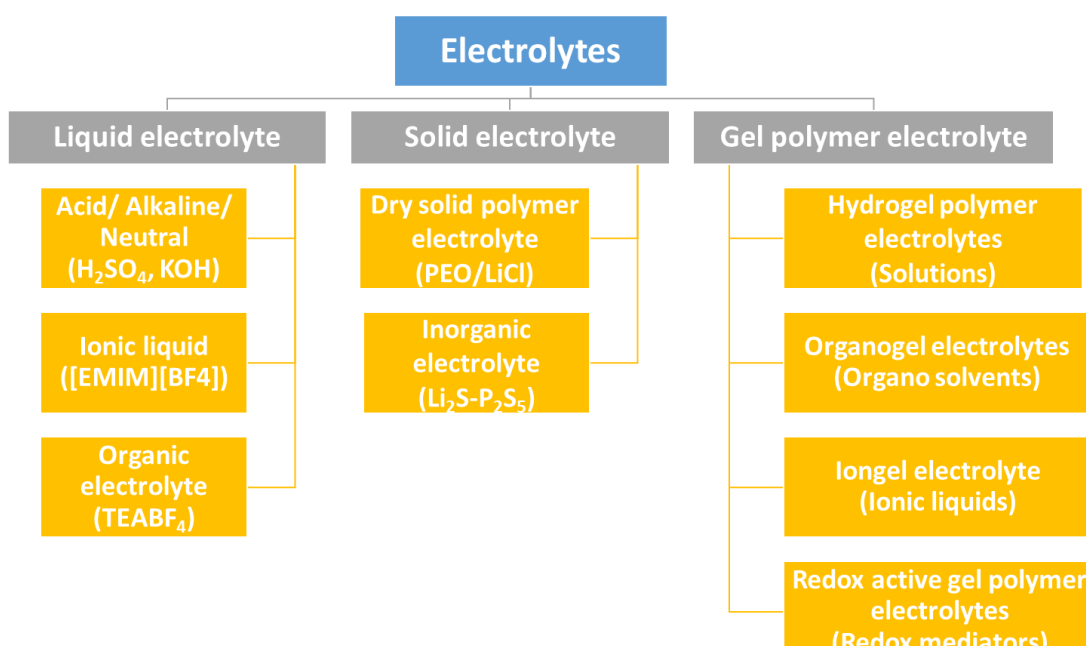 Electrolytes
Liquid electrolyte
Acid/ Alkaline/
Neutral
(H₂SO₄, KOH)
Ionic liquid
([EMIM][BF4])
Organic
electrolyte
(TEABF₄)
Solid electrolyte
Dry solid polymer
electrolyte
(PEO/LiCl)
Inorganic
electrolyte
(Li₂S-P₂S₅)
Gel polymer electrolyte
Hydrogel polymer
electrolytes
(Solutions)
Organogel electrolytes
(Organo solvents)
Iongel electrolyte
(Ionic liquids)
Redox active gel polymer
electrolytes
(Redox mediators)